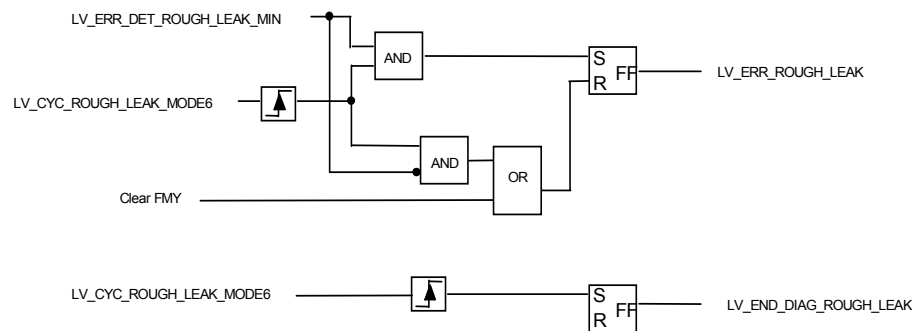 LV_ERR_DET_ROUGH_LEAK_MIN
AND
S
R
FF
LV_ERR_ROUGH_LEAK
LV_CYC_ROUGH_LEAK_MODE6
AND
OR
Clear FMY
LV_CYC_ROUGH_LEAK_MODE6
S
R
FF
LV_END_DIAG_ROUGH_LEAK